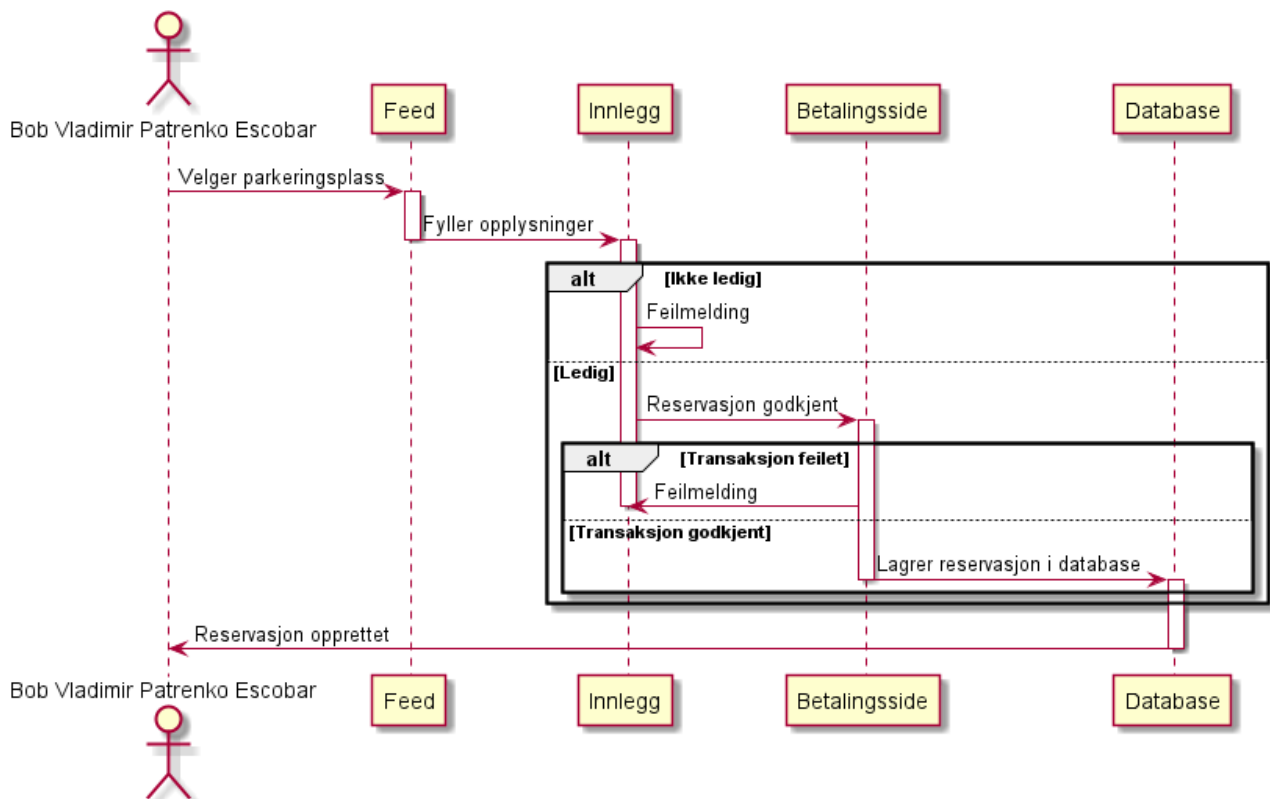 Bob Vladimir Patrenko Escobar
Feed
Innlegg
Betalingsside
Database
Velger parkeringsplass
Fyller opplysninger
alt
[Ikke ledig]
Feilmelding
[Ledig]
Reservasjon godkjent
alt
[Transaksjon feilet]
Feilmelding
[Transaksjon godkjent]
Lagrer reservasjon i database
Reservasjon opprettet
Bob Vladimir Patrenko Escobar
Feed
Innlegg
Betalingsside
Database